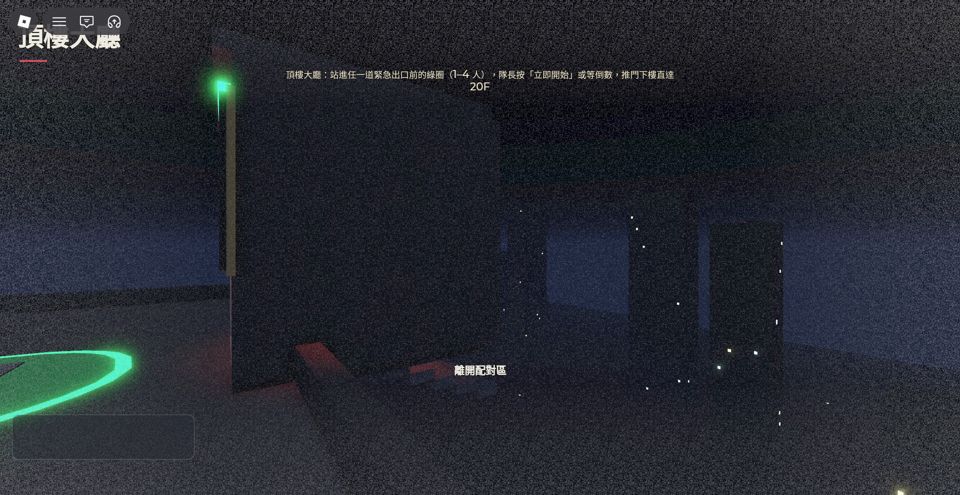 頂樓大廳
頂樓大廳：站進任一道緊急出口前的綠圈（1–4 人），隊長按「立即開始」或等倒數，推門下樓直達
20F
離開配對區